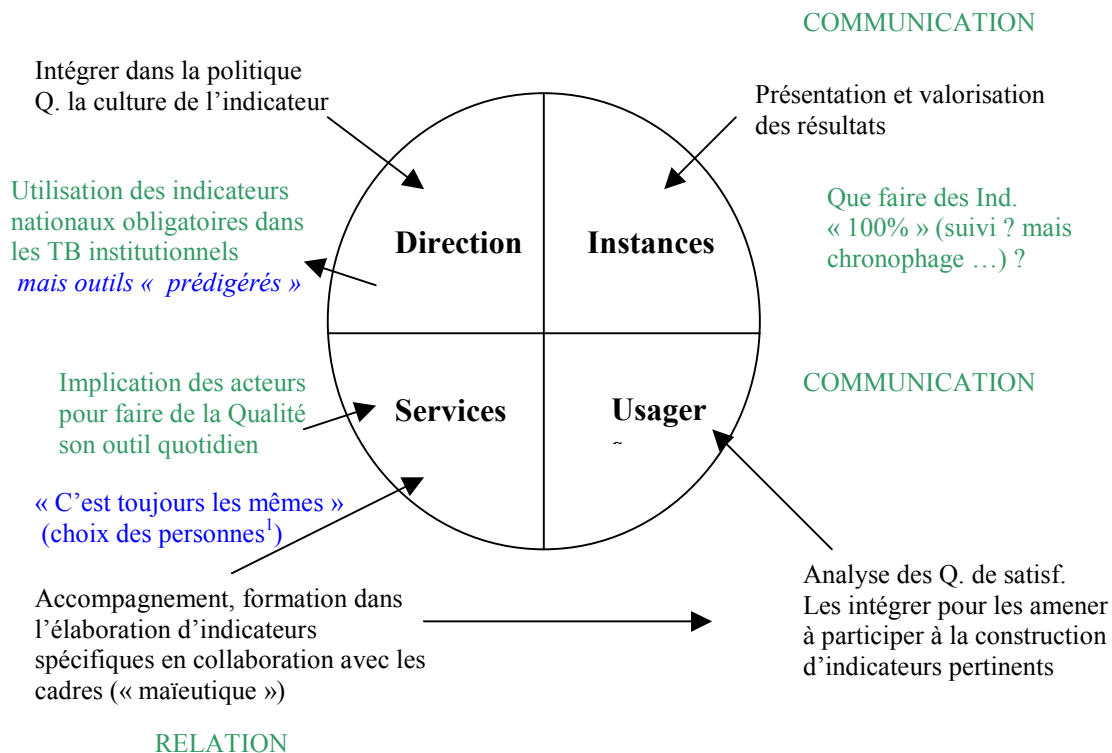 COMMUNICATION
Intégrer dans la politique
Q. la culture de l’indicateur
Présentation et valorisation
des résultats
Utilisation des indicateurs
nationaux obligatoires dans
les TB institutionnels
mais outils « prédigérés »
Direction
Instances
Que faire des Ind.
« 100% » (suivi ? mais
chronophage …) ?
Implication des acteurs
pour faire de la Qualité
son outil quotidien
Services
Usager
COMMUNICATION
« C’est toujours les mêmes »
(choix des personnes¹)
Accompagnement, formation dans
l’élaboration d’indicateurs
spécifiques en collaboration avec les
cadres (« maïeutique »)
Analyse des Q. de satisf.
Les intégrer pour les amener
à participer à la construction
d’indicateurs pertinents
RELATION